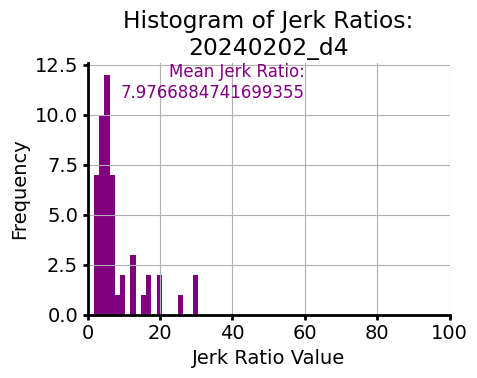 Histogram of Jerk Ratios:
20240202_d4
Mean Jerk Ratio:
7.9766884741699355
12.5
10.0
7.5
5.0
2.5
0.0
Frequency
0 20 40 60 80 100
Jerk Ratio Value